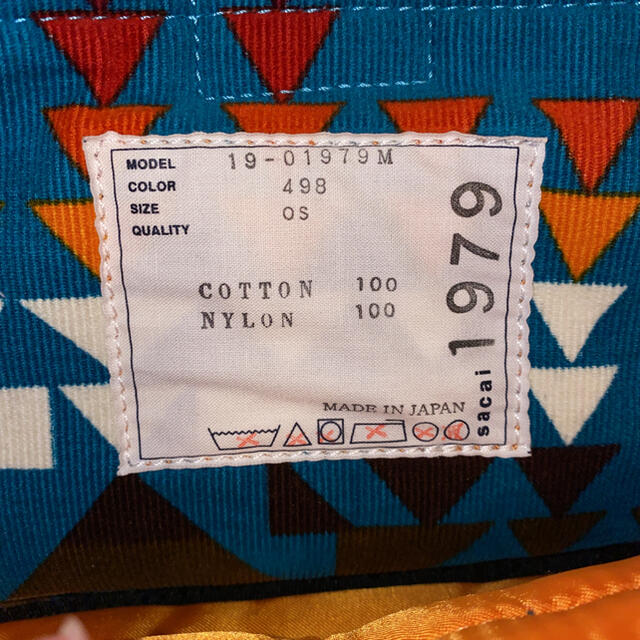 MODEL 19-01979M
COLOR 498
SIZE OS
QUALITY
COTTON 100
NYLON 100
MADE IN JAPAN
sacai 1979